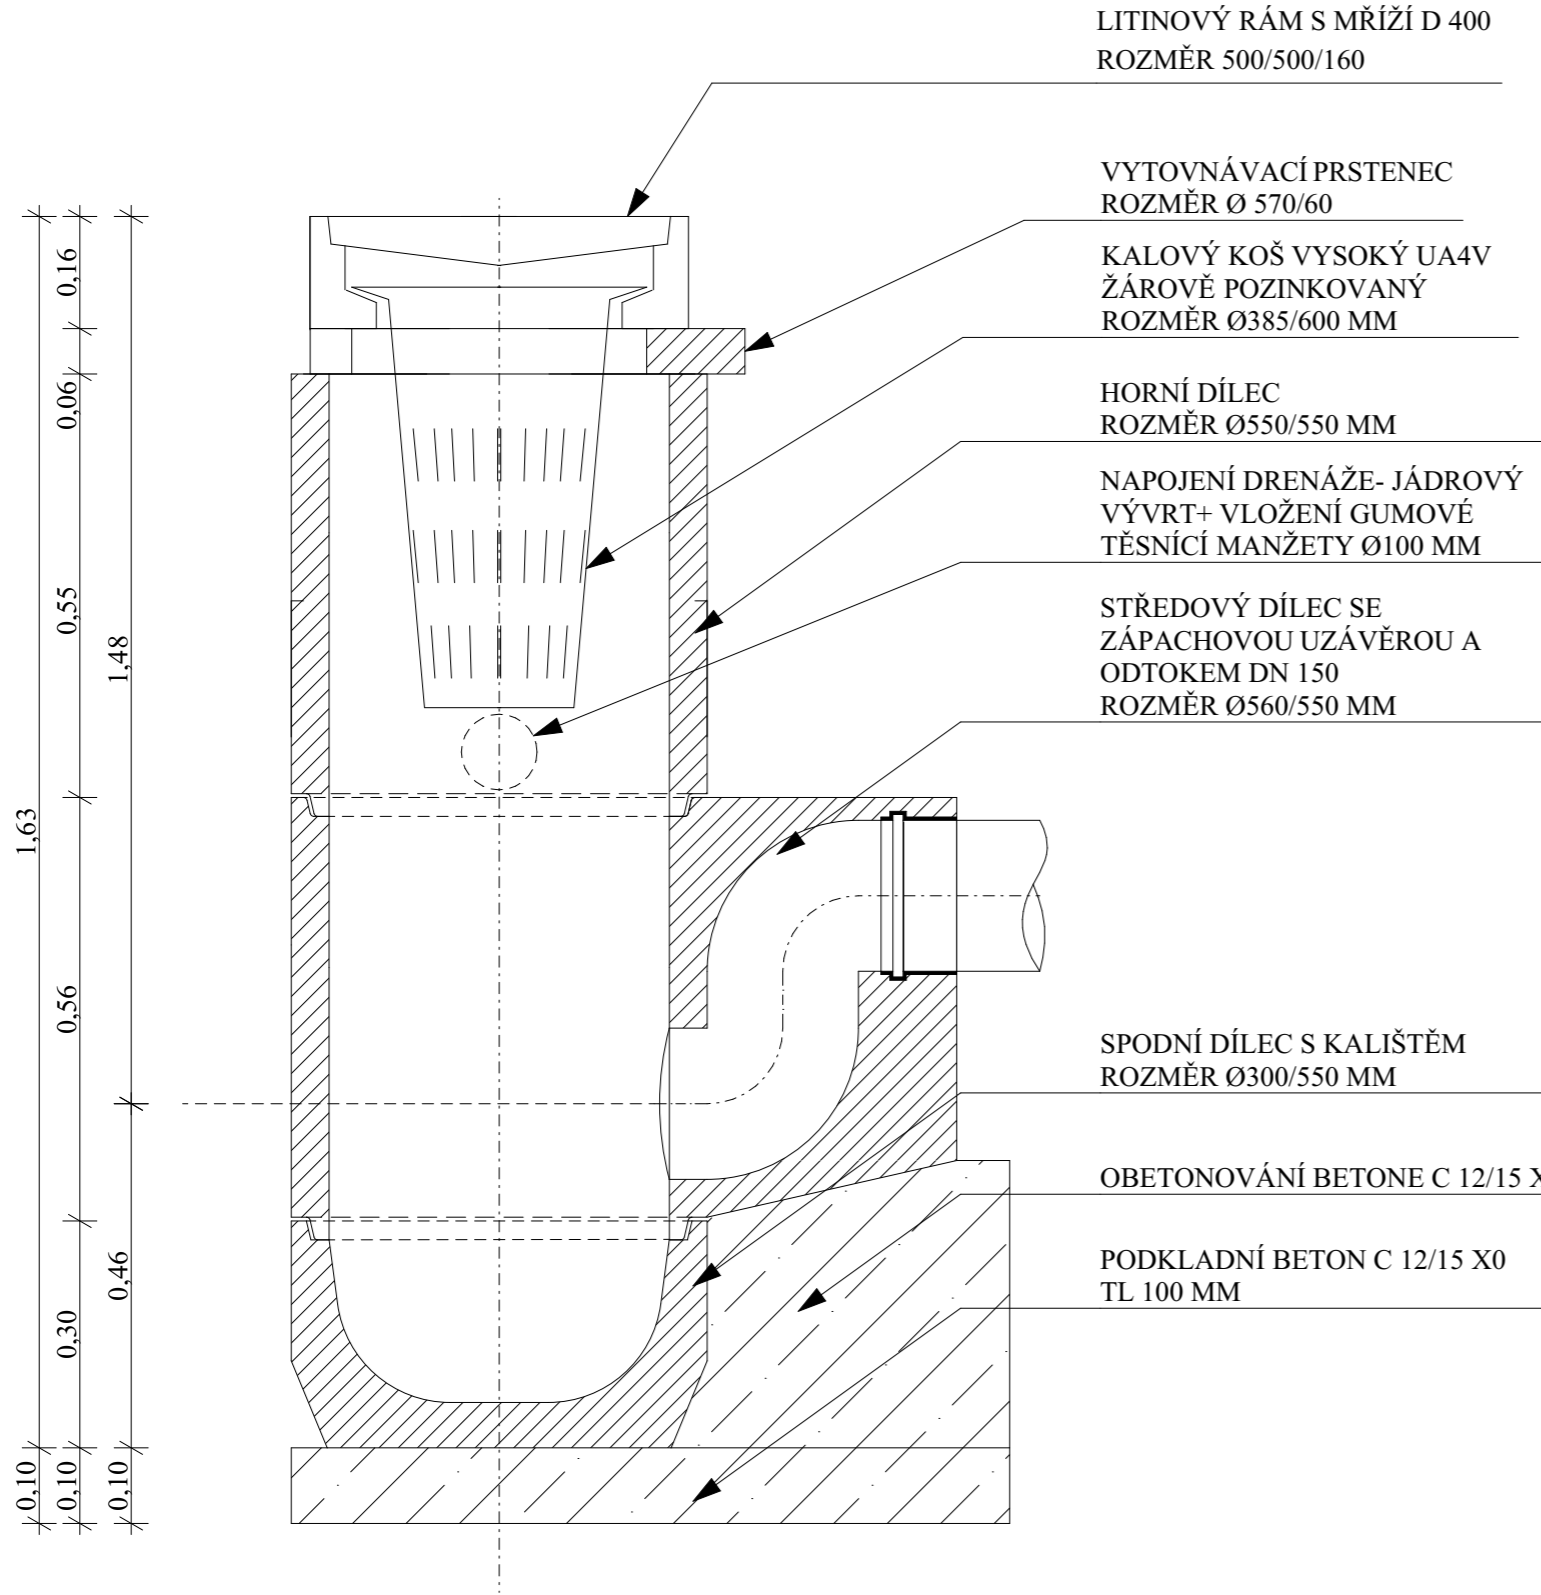 LITINOVÝ RÁM S MŘÍŽÍ D 400
ROZMĚR 500/500/160
VYTOVNÁVACÍ PRSTENEC
ROZMĚR Ø 570/60
KALOVÝ KOŠ VYSOKÝ UA4V
ŽÁROVĚ POZINKOVANÝ
ROZMĚR Ø385/600 MM
HORNÍ DÍLEC
ROZMĚR Ø550/550 MM
NAPOJENÍ DRENÁŽE- JÁDROVÝ
VÝVRT+ VLOŽENÍ GUMOVÉ
TĚSNÍCÍ MANŽETY Ø100 MM
STŘEDOVÝ DÍLEC SE
ZÁPACHOVOU UZÁVĚROU A
ODTOKEM DN 150
ROZMĚR Ø560/550 MM
SPODNÍ DÍLEC S KALIŠTĚM
ROZMĚR Ø300/550 MM
OBETONOVÁNÍ BETONE C 12/15 X
PODKLADNÍ BETON C 12/15 X0
TL 100 MM
1,63
0,10
0,16
0,06
0,55
0,56
0,30
0,10
1,48
0,46
0,10